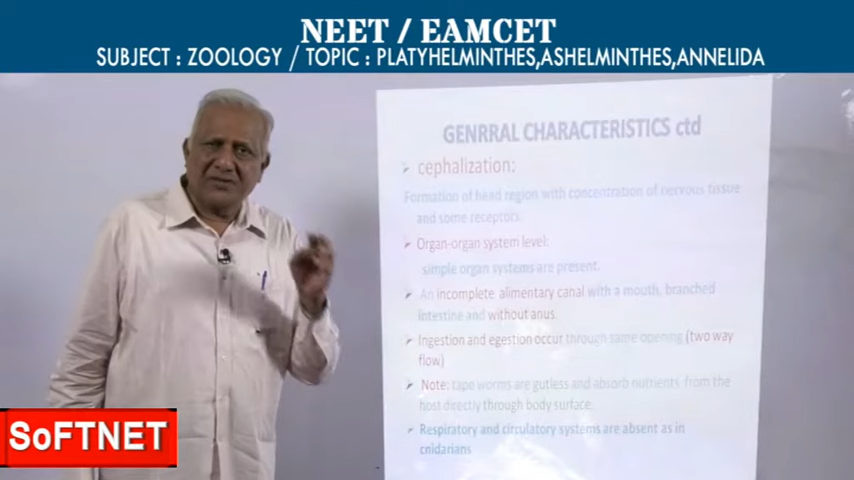 NEET / EAMCET
SUBJECT : ZOOLOGY / TOPIC : PLATYHELMINTHES,ASHELMINTHES,ANNELIDA
GENRRAL CHARACTERISTICS ctd
➢ cephalization:
Formation of head region with concentration of nervous tissue
and some receptors.
➢ Organ-organ system level:
simple organ systems are present.
➢ An incomplete alimentary canal with a mouth, branched
intestine and without anus.
➢ Ingestion and egestion occur through same opening (two way
flow)
➢ Note: tape worms are gutless and absorb nutrients from the
host directly through body surface.
➢ Respiratory and circulatory systems are absent as in
cnidarians
SoFTNET